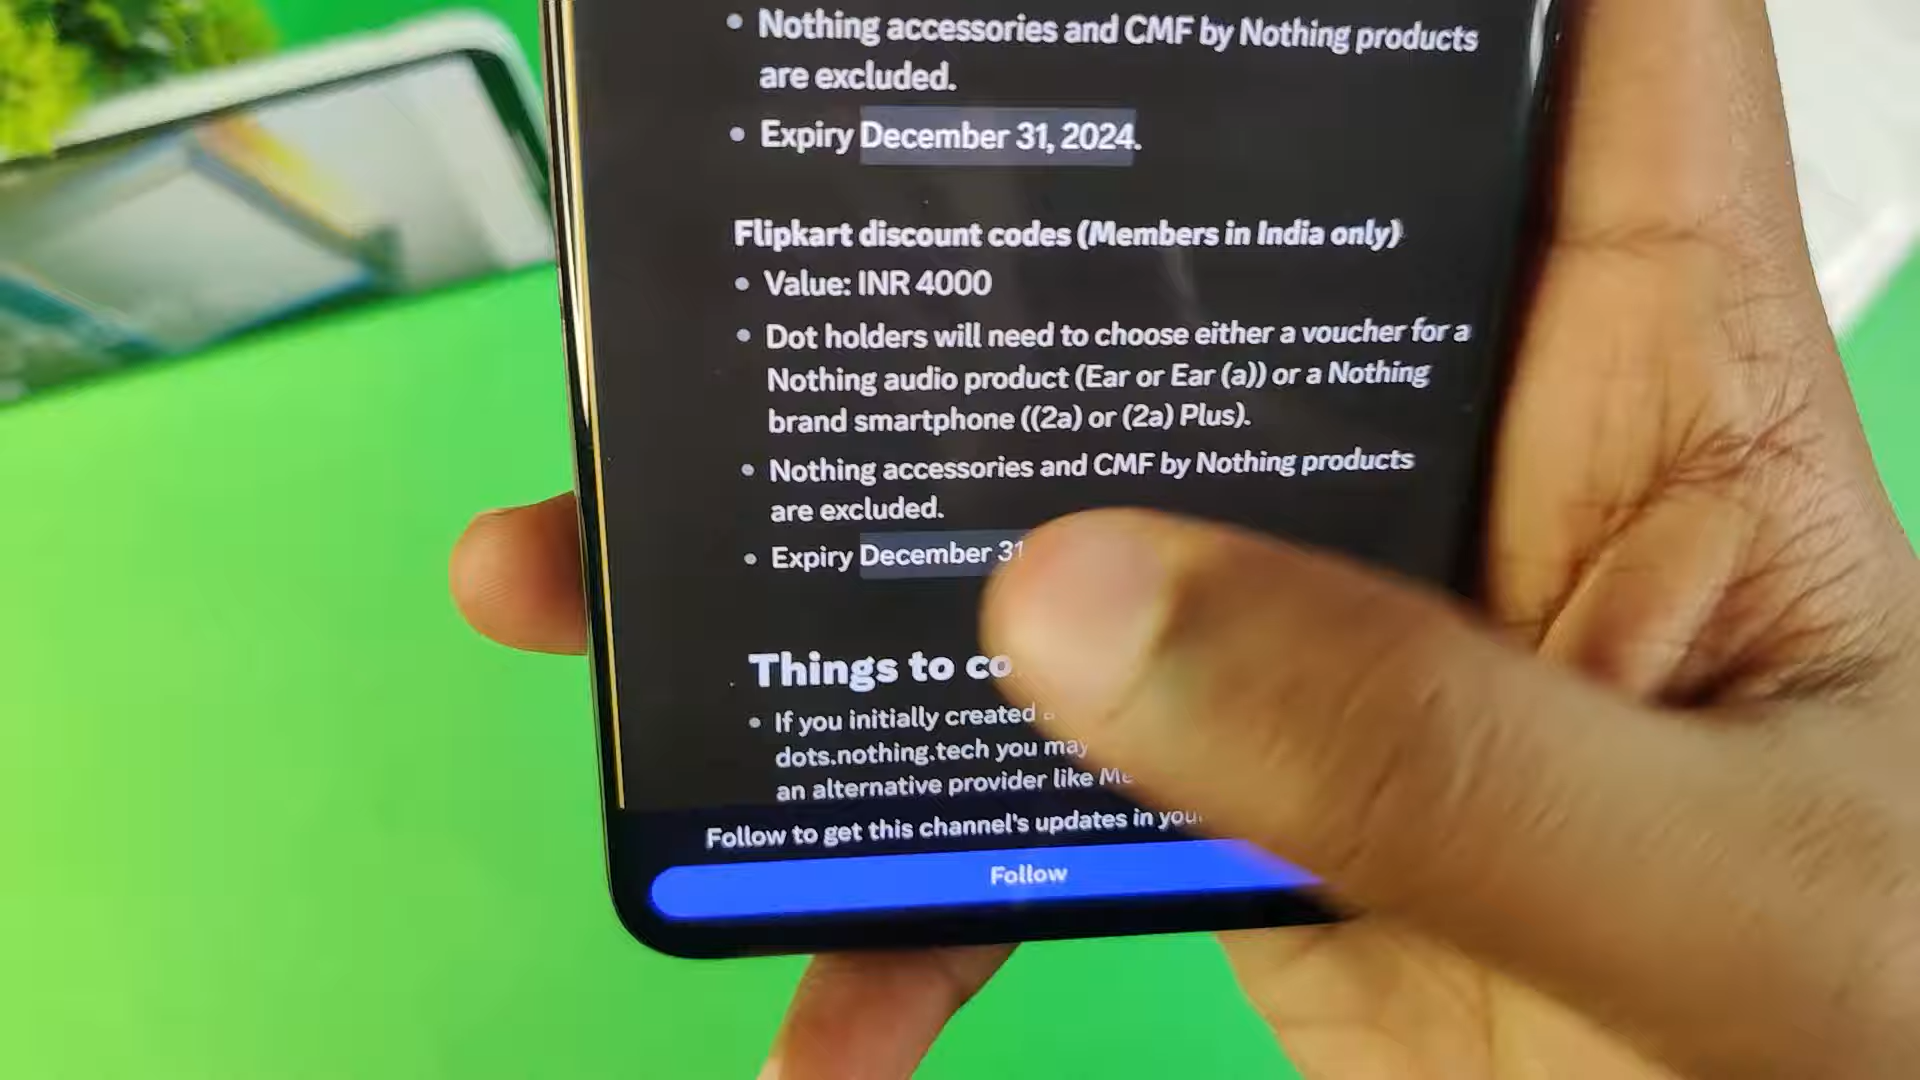 Nothing accessories and CMF by Nothing products
are excluded.
Expiry December 31, 2024.
Flipkart discount codes (Members in India only)
Value: INR 4000
Dot holders will need to choose either a voucher for a
Nothing audio product (Ear or Ear (a)) or a Nothing
brand smartphone ((2a) or (2a) Plus).
Nothing accessories and CMF by Nothing products
are excluded.
Expiry December 31
Things to
If you initially created
dots.nothing.tech you may
an alternative provider like
Follow to get this channel's updates in
Follow